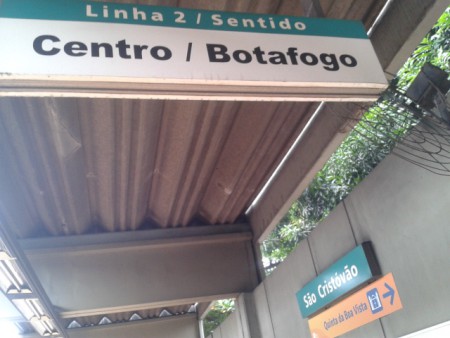 Linha 2 / Sentido
Centro / Botafogo
São Cristóvão
Quinta da Boa Vista